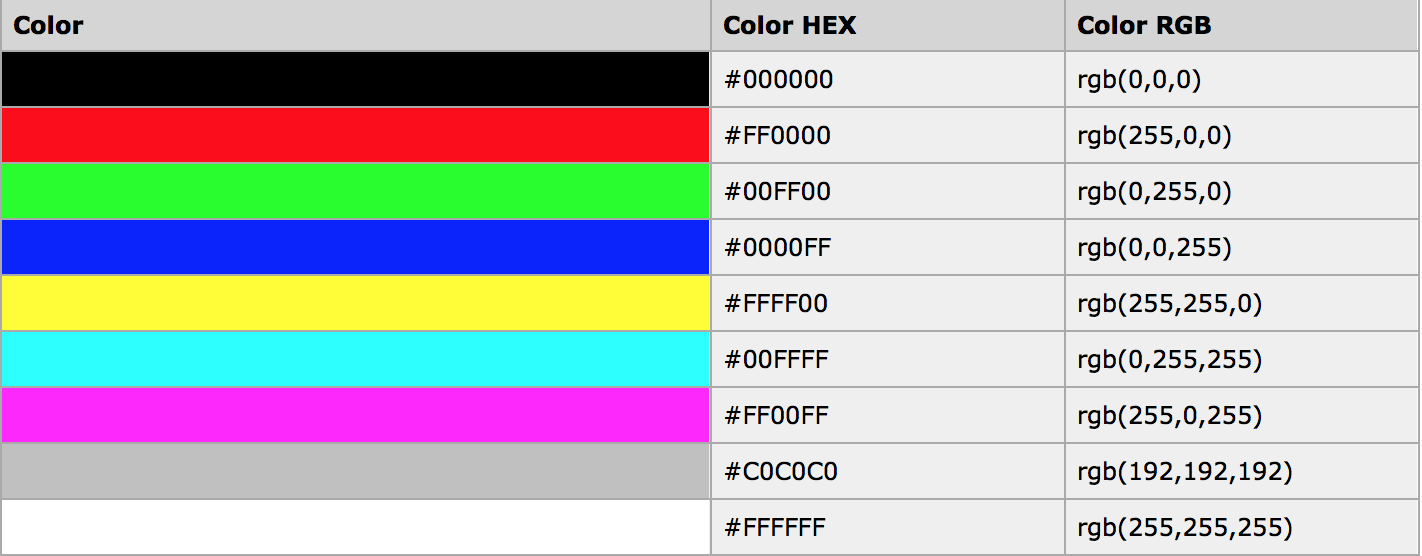 Color Color HEX Color RGB
#000000 rgb(0,0,0)
#FF0000 rgb(255,0,0)
#00FF00 rgb(0,255,0)
#0000FF rgb(0,0,255)
#FFFF00 rgb(255,255,0)
#00FFFF rgb(0,255,255)
#FF00FF rgb(255,0,255)
#C0C0C0 rgb(192,192,192)
#FFFFFF rgb(255,255,255)